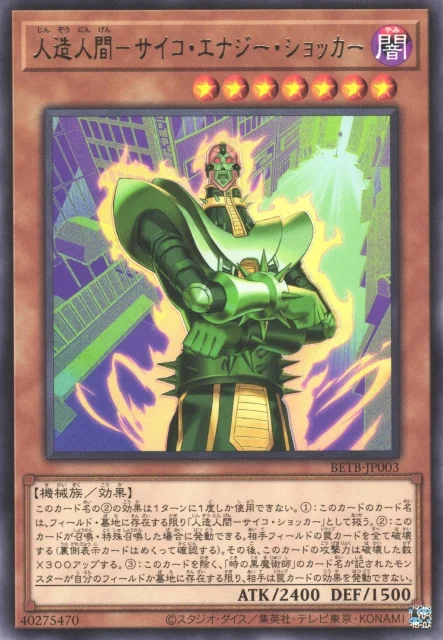 人造人間－サイコ・エナジー・ショッカー
闇
BETB-JP003
【機械族／効果】
このカード名の②の効果は1ターンに1度しか使用できない。①：このカードのカード
名は、フィールド・墓地に存在する限り「人造人間－サイコ・ショッカー」として扱う。②：この
カードが召喚・特殊召喚した場合に発動できる。相手フィールドの罠カードを全て破壊
する（裏側表示カードはめくって確認する）。その後、このカードの攻撃力は破壊した数
×300アップする。③：このカードを除く、「時の黒魔術師」のカード名が記されたモン
スターが自分のフィールドか墓地に存在する限り、相手は罠カードの効果を発動できない。
ATK/2400 DEF/1500
40275470
©スタジオ・ダイス／集英社・テレビ東京・KONAMI